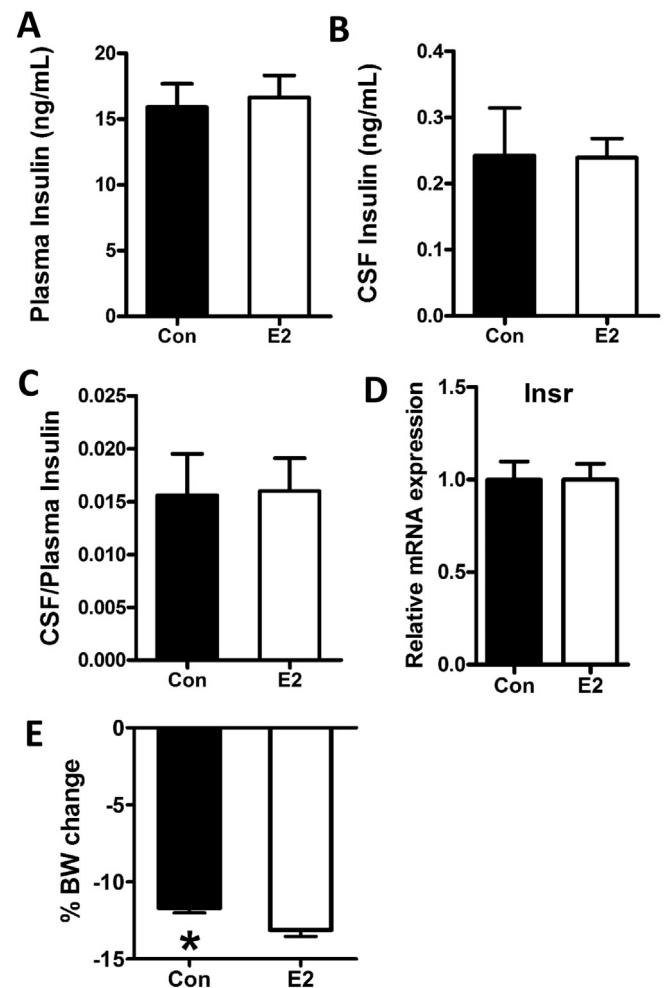 A
Plasma Insulin (ng/mL)
20
15
10
5
0
Con
E2
B
CSF Insulin (ng/mL)
0.4
0.3
0.2
0.1
0.0
Con
E2
C
CSF/Plasma Insulin
0.025
0.020
0.015
0.010
0.005
0.000
Con
E2
D
Insr
Relative mRNA expression
1.5
1.0
0.5
0.0
Con
E2
E
% BW change
0
-5
-10
-15
*
Con
E2